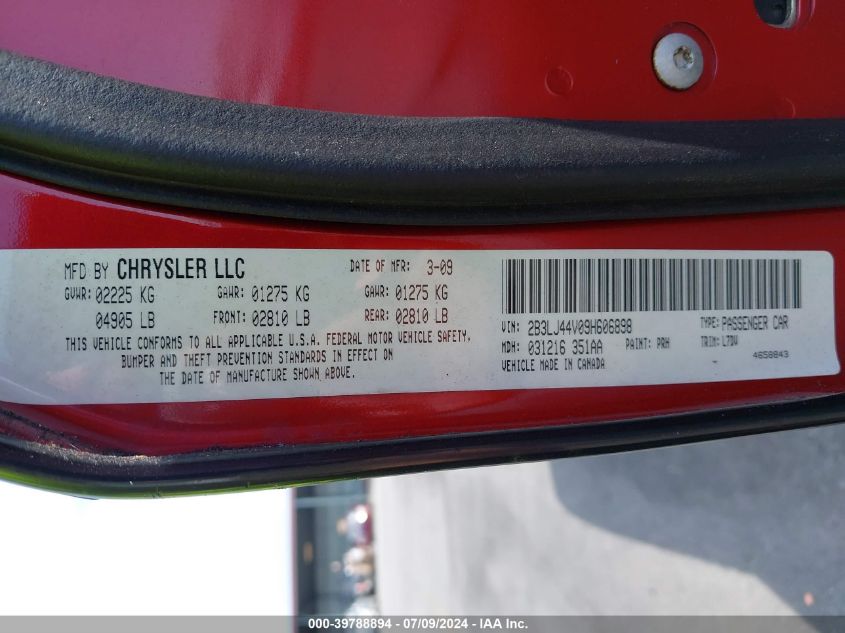 MFD BY CHRYSLER LLC DATE OF MFR: 3-09
GVWR: 02225 KG GAWR: 01275 KG GAWR: 01275 KG
04905 LB FRONT: 02810 LB REAR: 02810 LB
THIS VEHICLE CONFORMS TO ALL APPLICABLE U.S.A. FEDERAL MOTOR VEHICLE SAFETY,
BUMPER AND THEFT PREVENTION STANDARDS IN EFFECT ON
THE DATE OF MANUFACTURE SHOWN ABOVE.
VIN: 2B3LJ44V09H606898 TYPE: PASSENGER CAR
MDH: 031216 351AA PAINT: PRH TRIM: L7DV
VEHICLE MADE IN CANADA 4658843
000-39788894 - 07/09/2024 - IAA Inc.